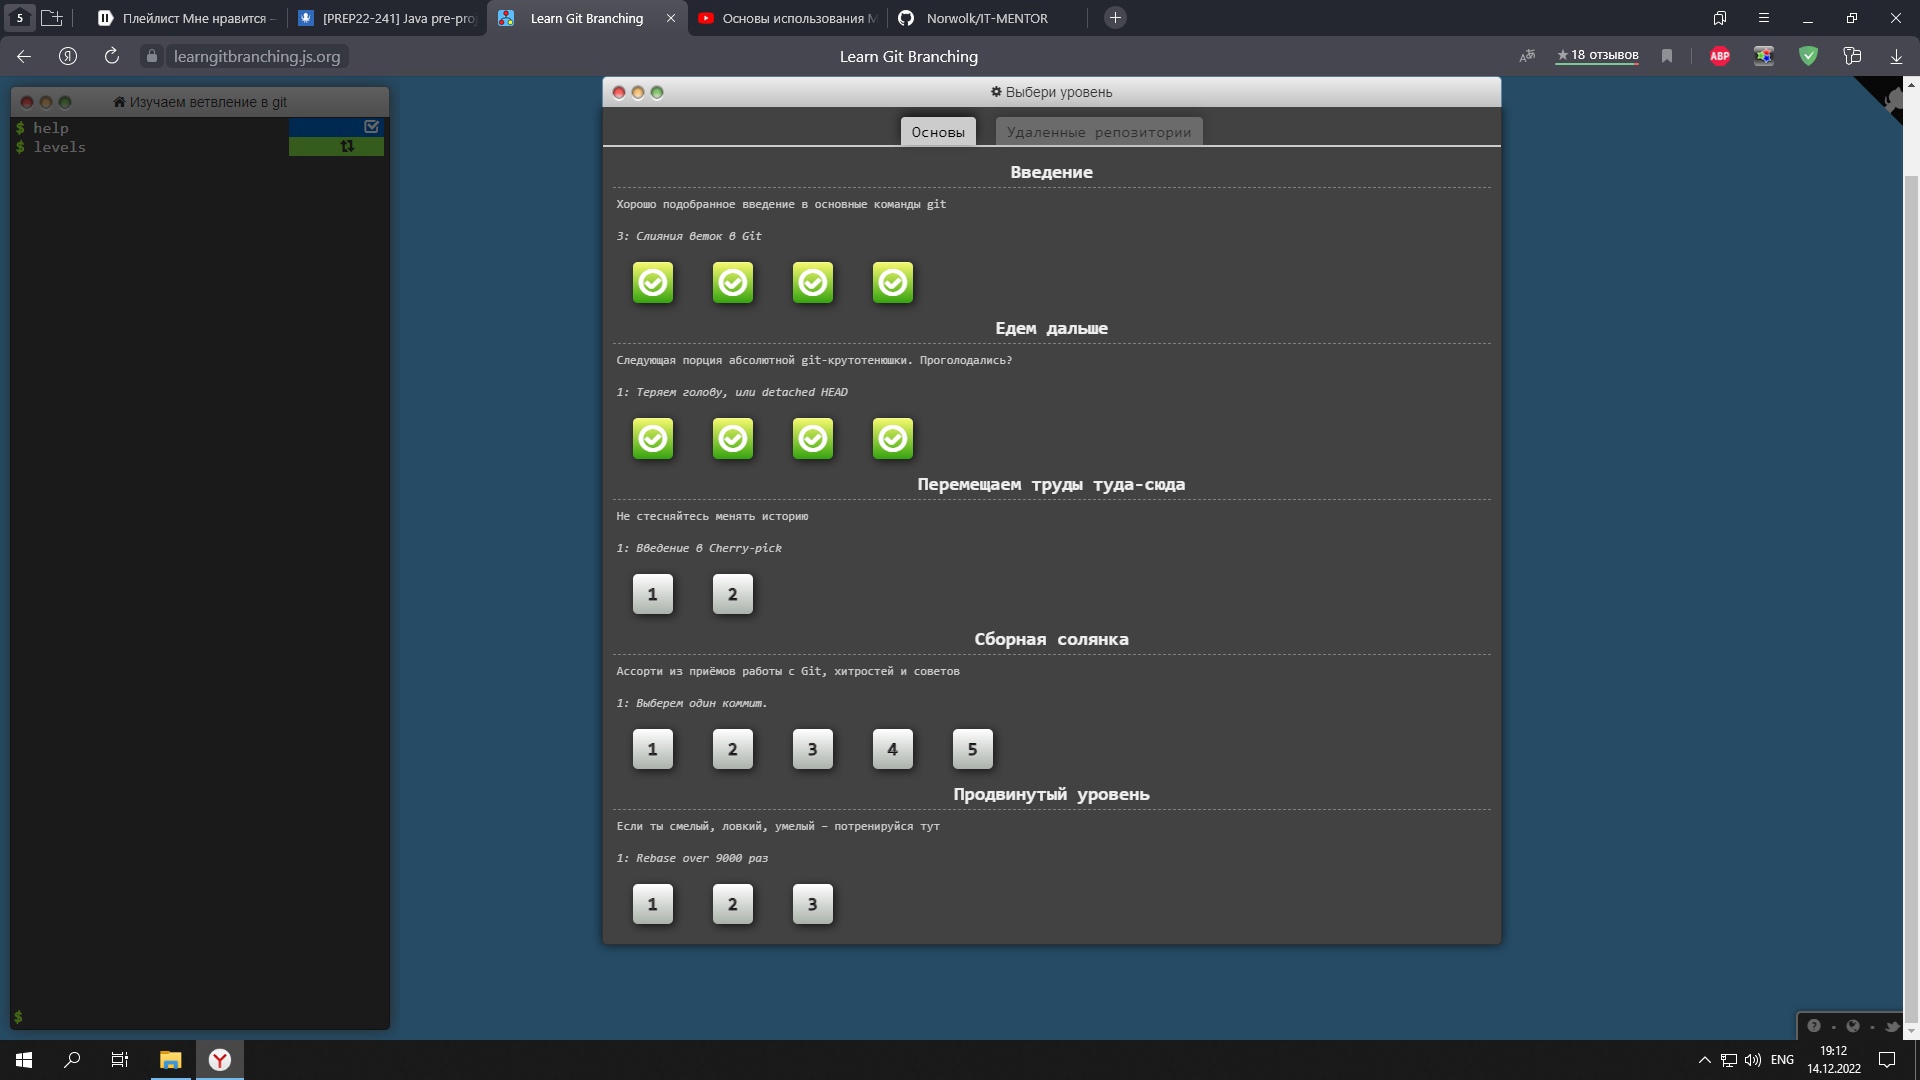 5
Плейлист Мне нравится –
[PREP22-241] Java pre-proj
Learn Git Branching
Основы использования M
Norwolk/IT-MENTOR
learngitbranching.js.org
Learn Git Branching
18 отзывов
ABP
Изучаем ветвление в git
$ help
$ levels
$
Выбери уровень
Основы
Удаленные репозитории
Введение
Хорошо подобранное введение в основные команды git
3: Слияния веток в Git
Едем дальше
Следующая порция абсолютной git-крутотенюшки. Проголодались?
1: Теряем голову, или detached HEAD
Перемещаем труды туда-сюда
Не стесняйтесь менять историю
1: Введение в Cherry-pick
1 2
Сборная солянка
Ассорти из приёмов работы с Git, хитростей и советов
1: Выберем один коммит.
1 2 3 4 5
Продвинутый уровень
Если ты смелый, ловкий, умелый – потренируйся тут
1: Rebase over 9000 раз
1 2 3
ENG
19:12
14.12.2022